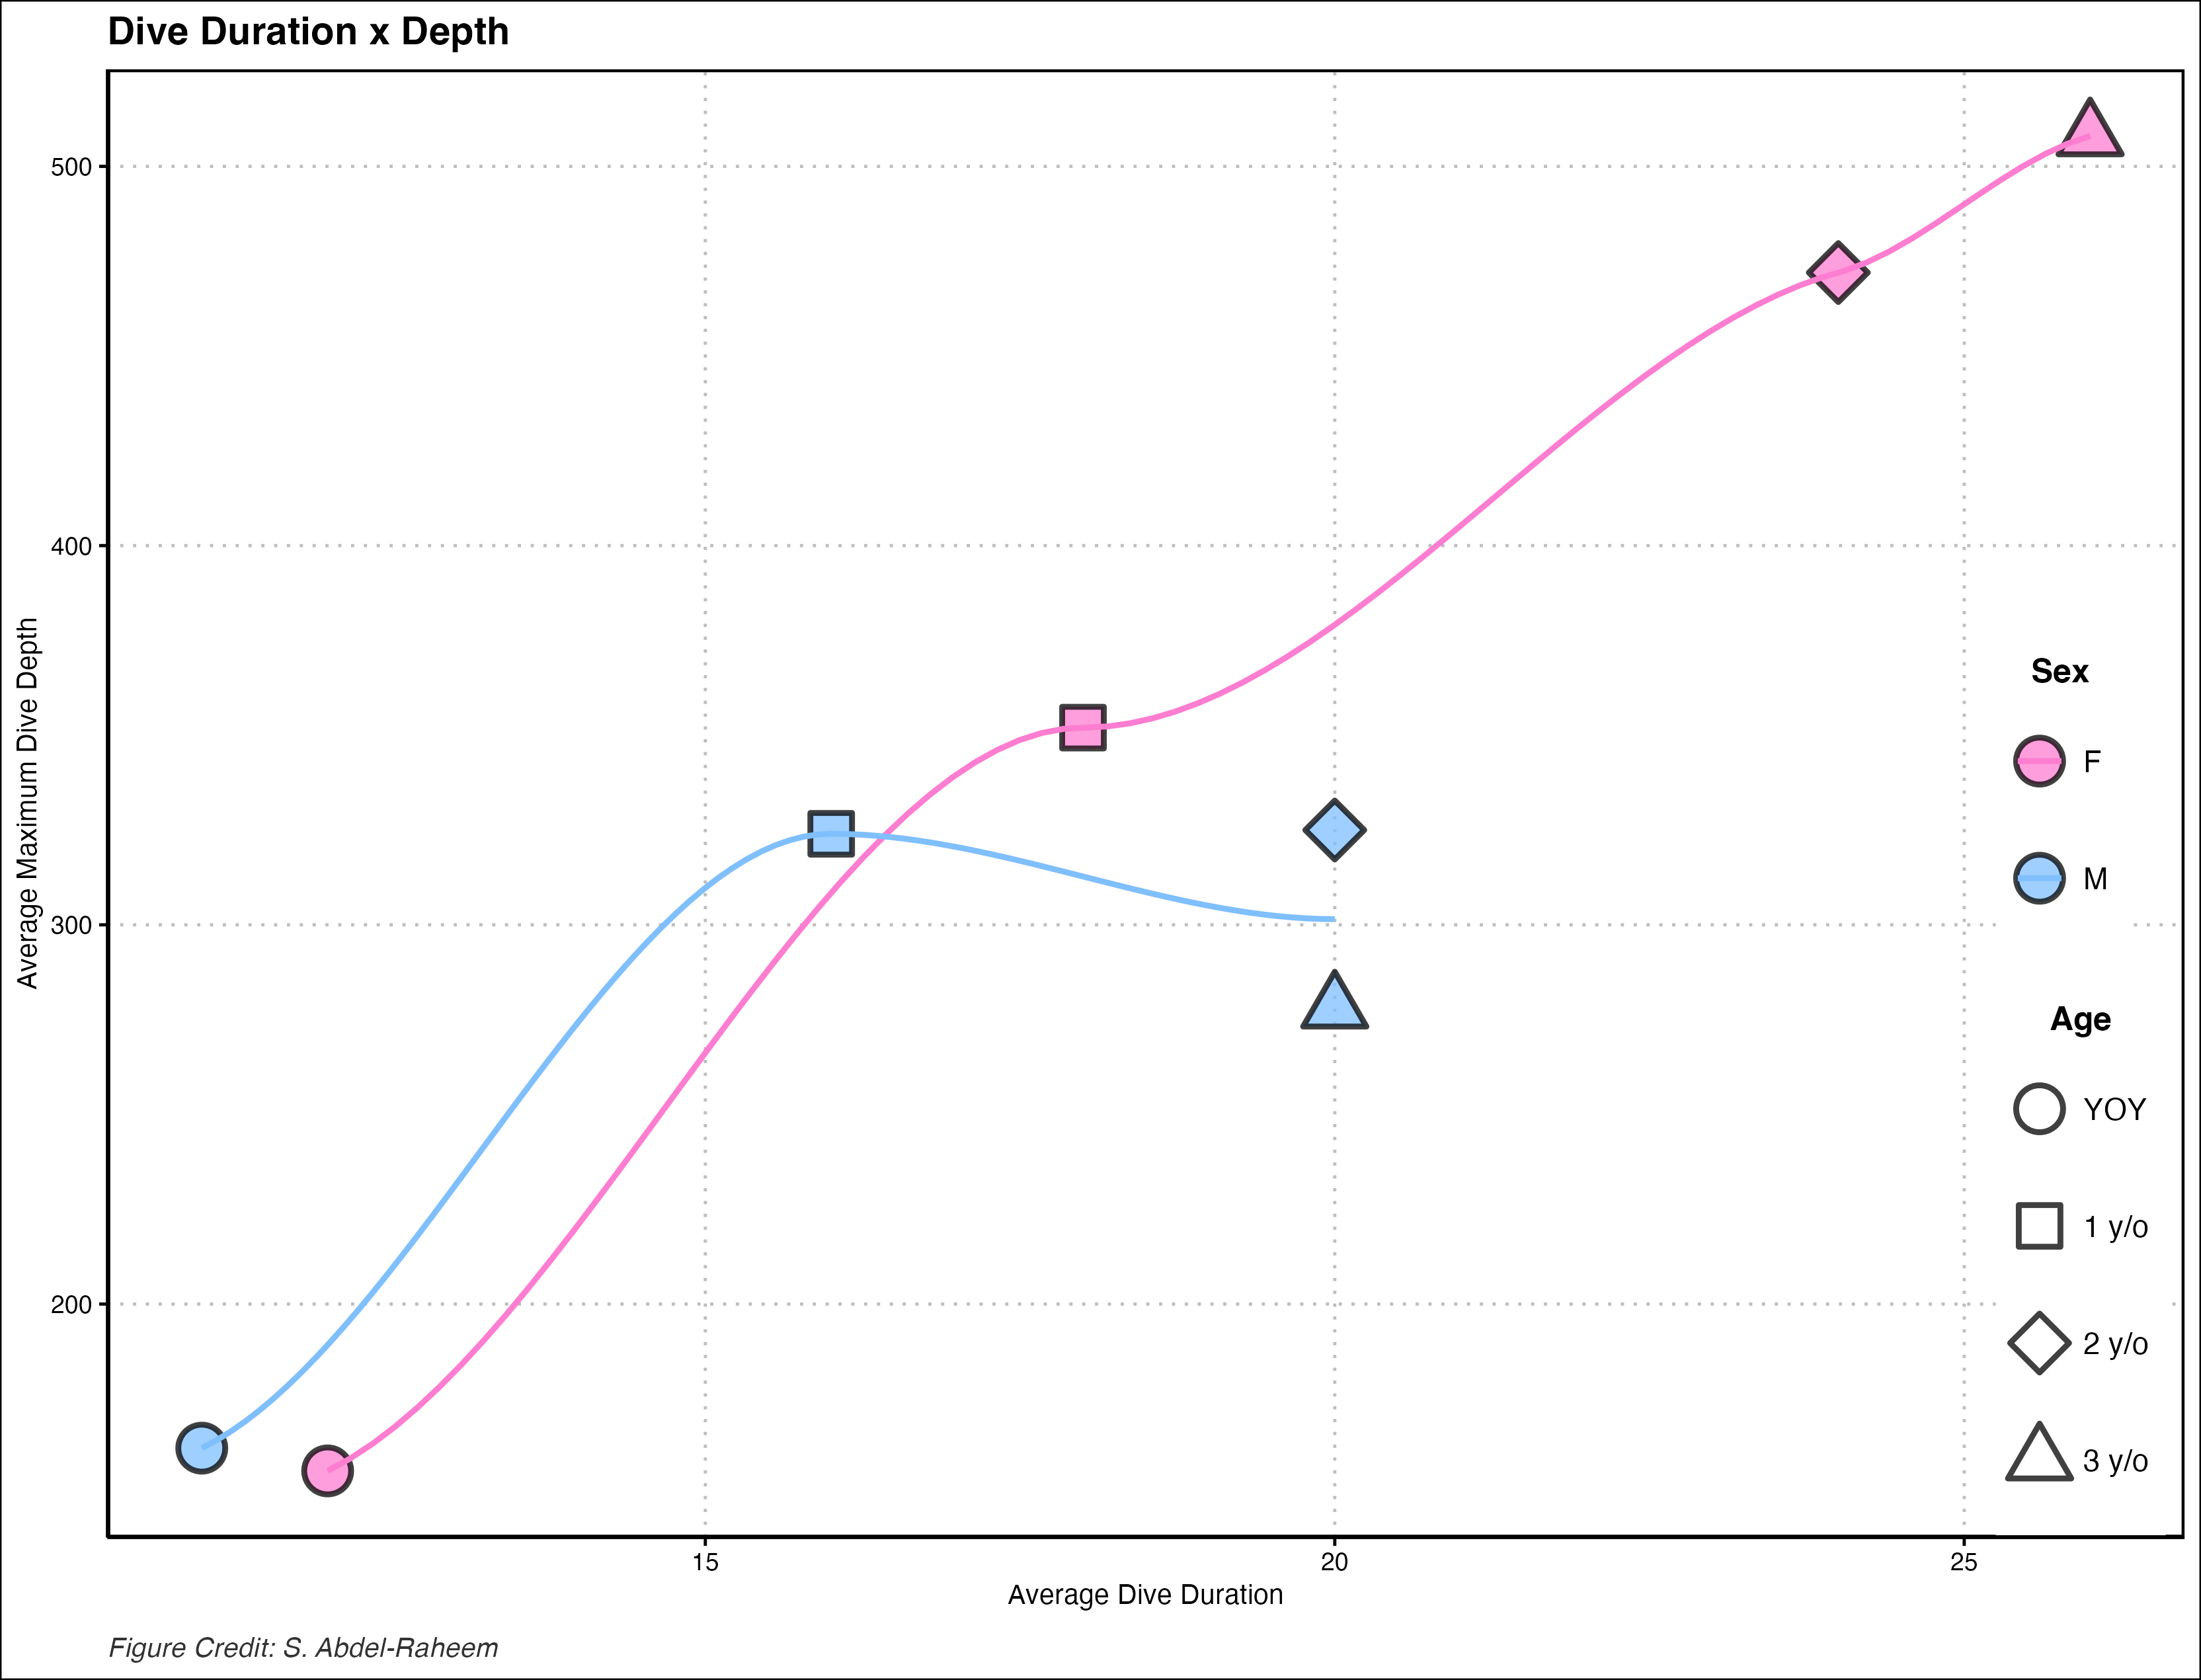 Dive Duration x Depth
500
400
300
200
Average Maximum Dive Depth
Sex
F
M
Age
YOY
1 y/o
2 y/o
3 y/o
15
20
25
Average Dive Duration
Figure Credit: S. Abdel-Raheem